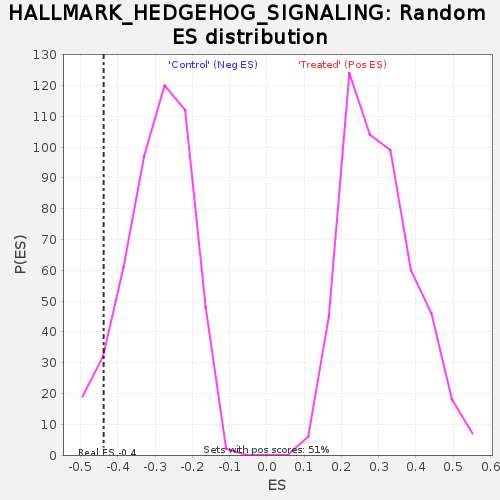 HALLMARK_HEDGEHOG_SIGNALING: Random
ES distribution
'Control' (Neg ES) 'Treated' (Pos ES)
130
120
110
100
90
80
70
60
50
40
30
20
10
0
P(ES)
Real ES -0.4
Sets with pos scores: 51%
-0.5 -0.4 -0.3 -0.2 -0.1 0.0 0.1 0.2 0.3 0.4 0.5 0.6
ES